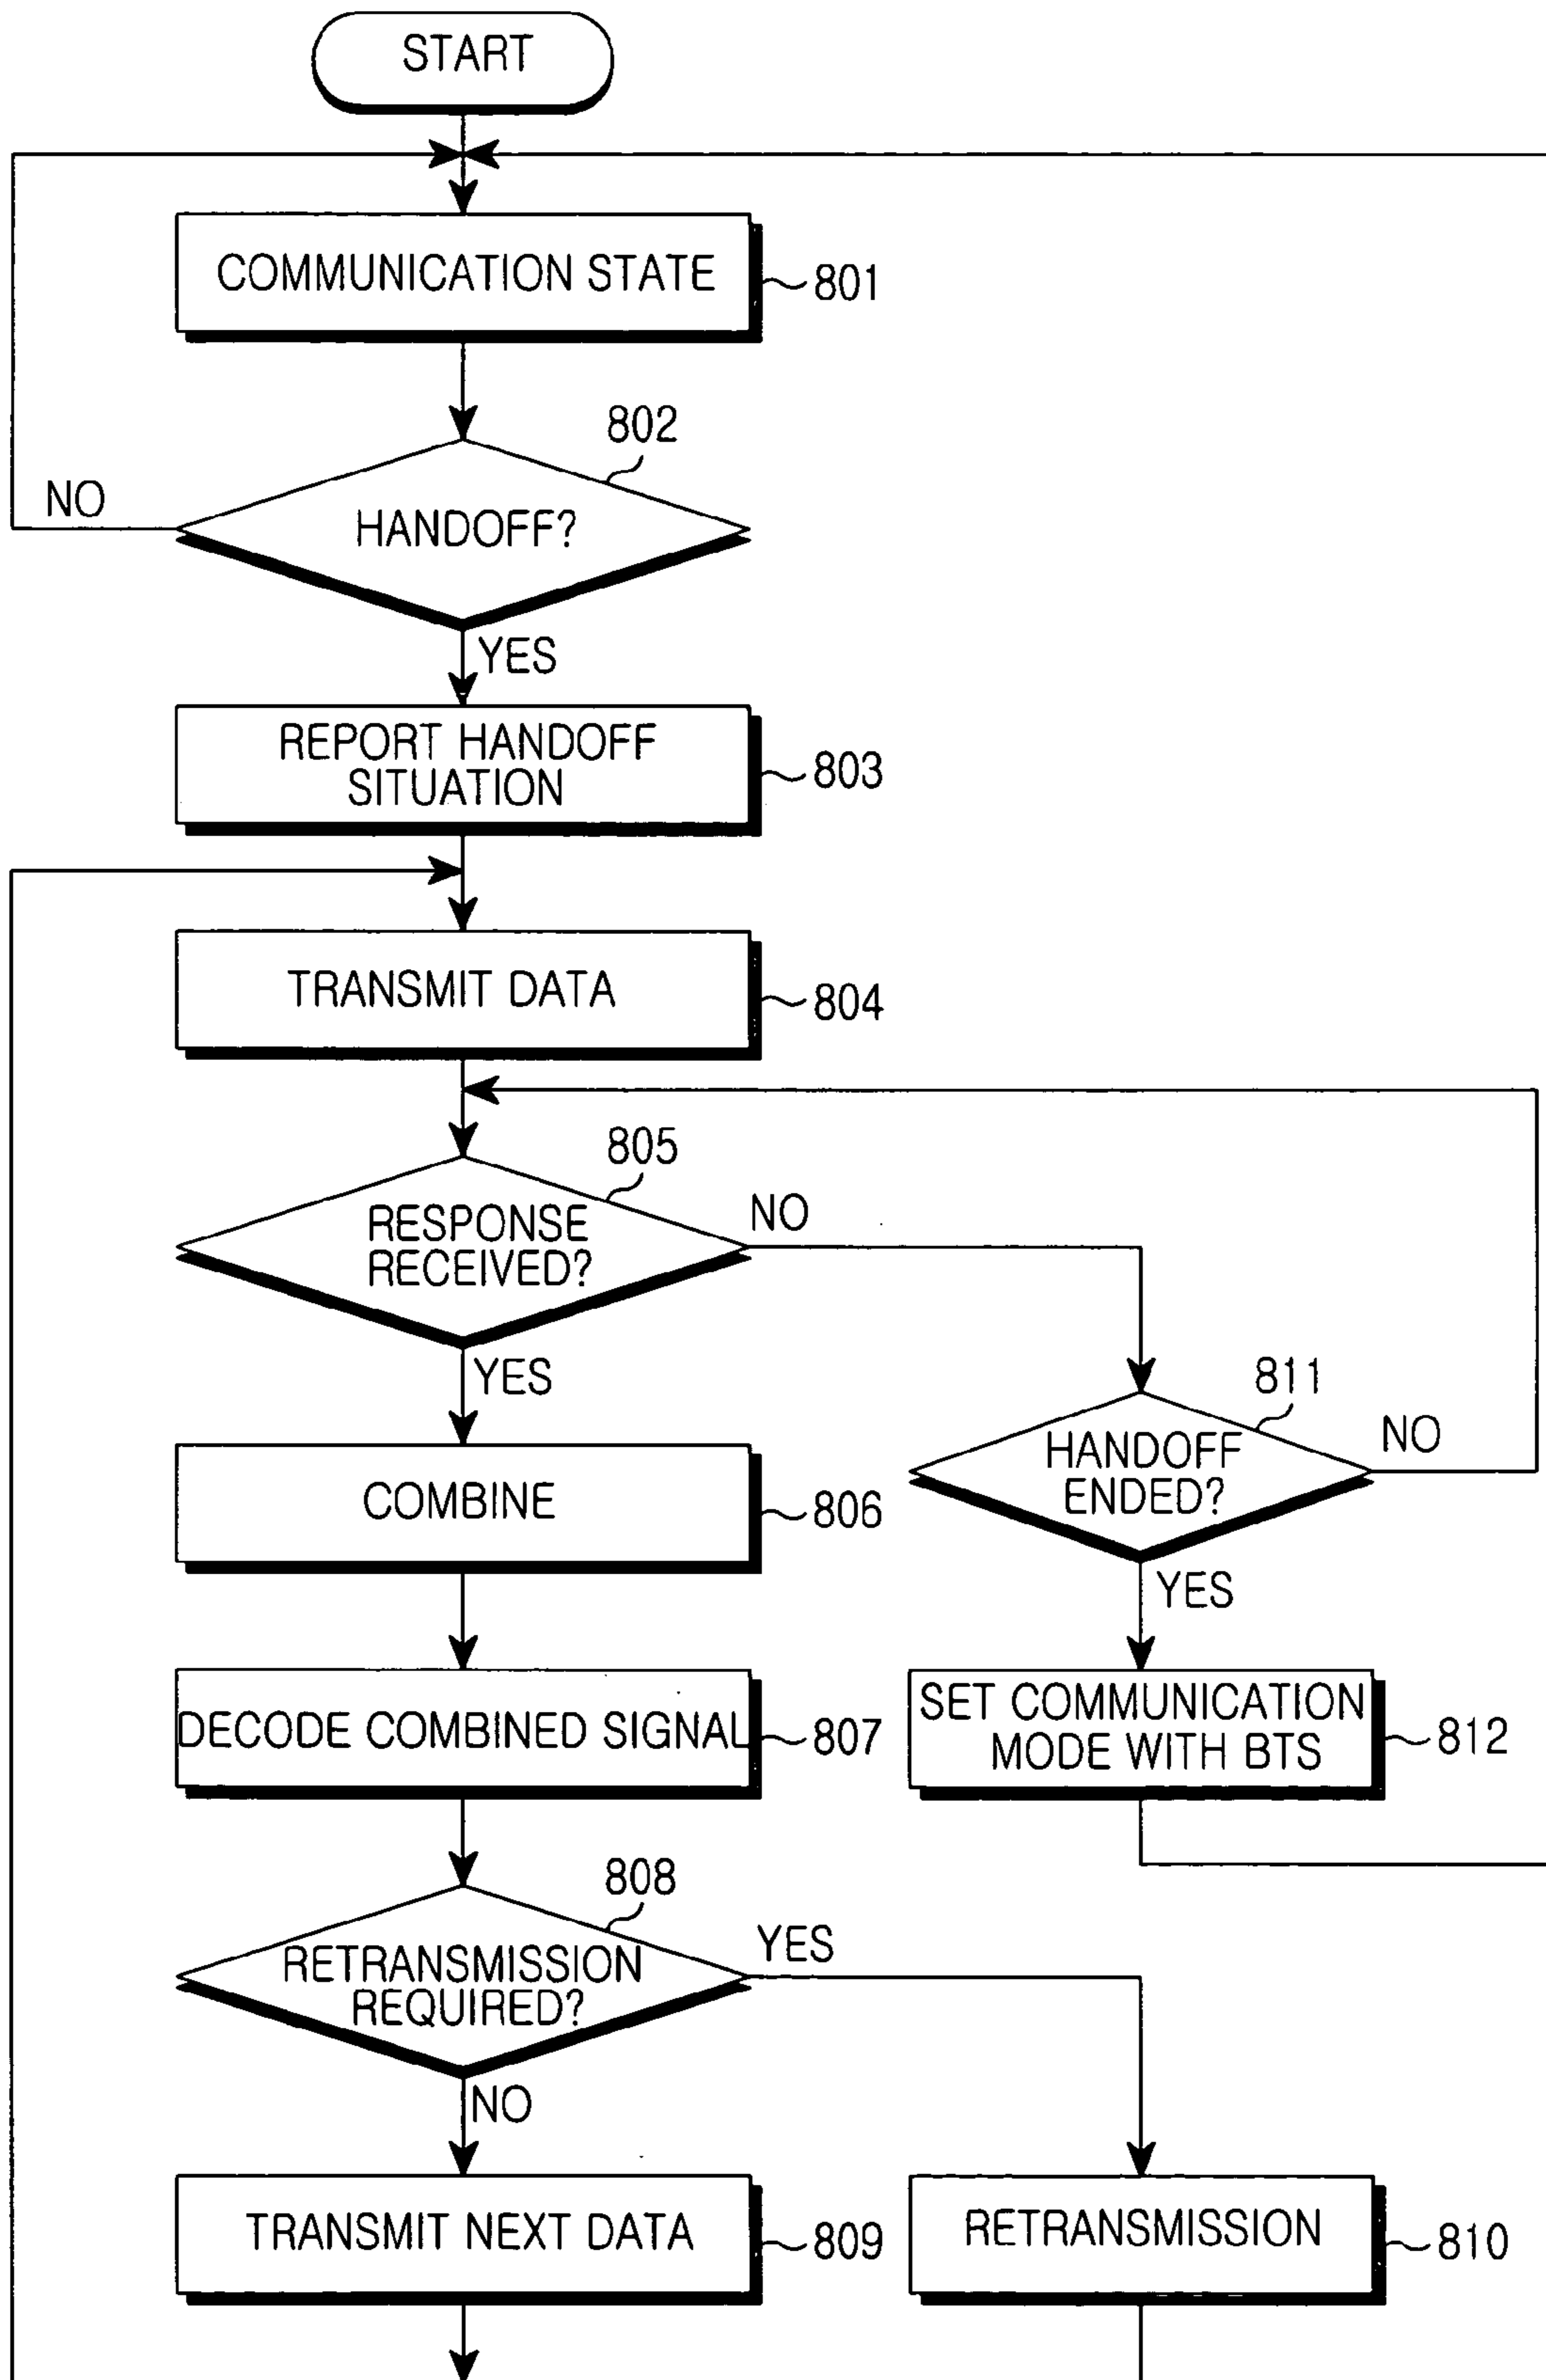 START
COMMUNICATION STATE
801
802
NO
HANDOFF?
YES
REPORT HANDOFF
SITUATION
803
TRANSMIT DATA
804
805
RESPONSE
RECEIVED?
NO
YES
811
HANDOFF
ENDED?
NO
COMBINE
806
YES
DECODE COMBINED SIGNAL
807
SET COMMUNICATION
MODE WITH BTS
812
808
RETRANSMISSION
REQUIRED?
YES
NO
TRANSMIT NEXT DATA
809
RETRANSMISSION
810